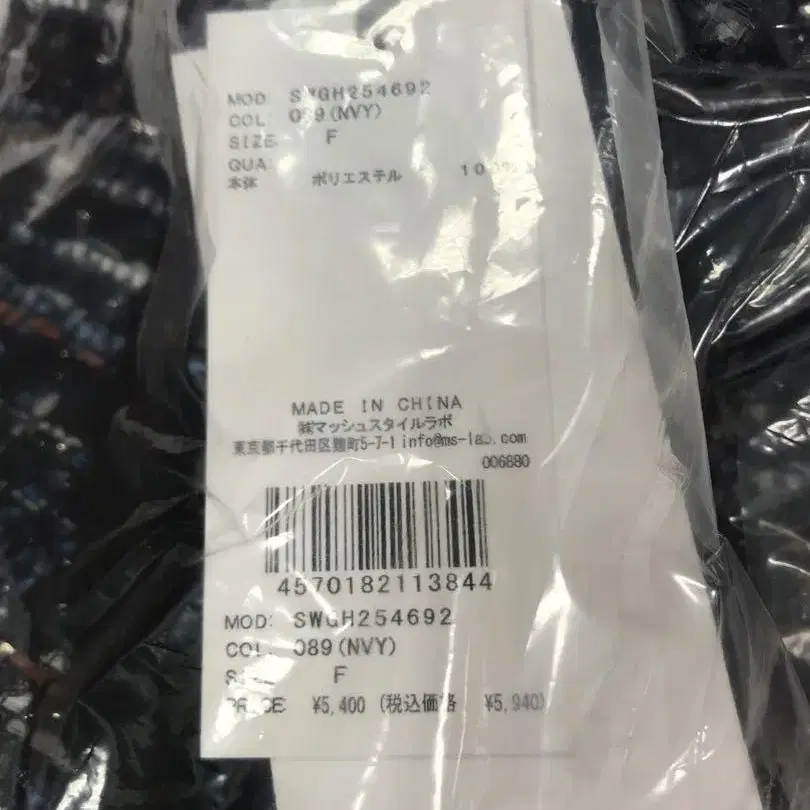 MOD: SWGH254692
COL: 089(NVY)
SIZE F
QUA:
本体 ポリエステル 100%
MADE IN CHINA
㈱マッシュスタイルラボ
東京都千代田区麹町5-7-1 info@ms-lab.com
006880
4570182113844
MOD: SWGH254692
COL: 089(NVY)
SIZE F
PRICE: ¥5,400 (税込価格 ¥5,940)